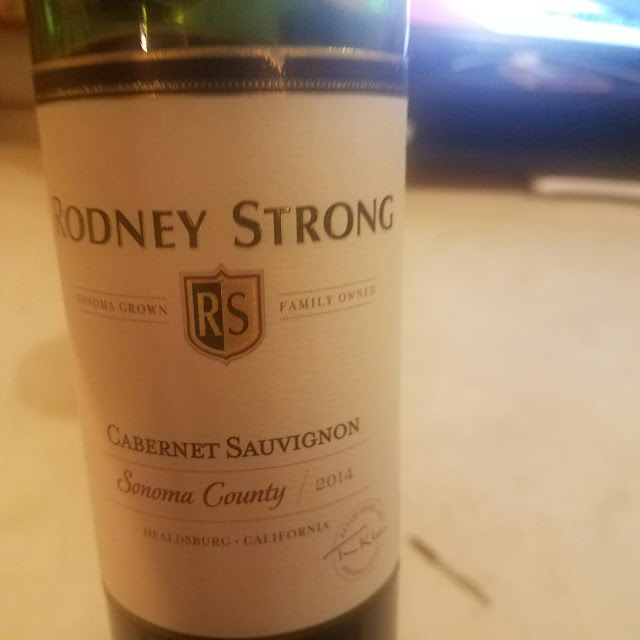 RODNEY STRONG
SONOMA GROWN
RS
FAMILY OWNED
CABERNET SAUVIGNON
Sonoma County / 2014
HEALDSBURG • CALIFORNIA